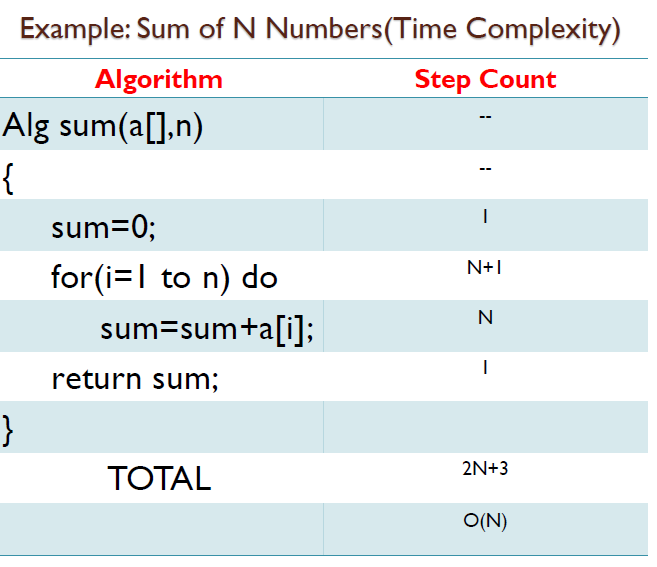 Example: Sum of N Numbers(Time Complexity)
Algorithm Step Count
Alg sum(a[],n) --
{ --
sum=0; 1
for(i=1 to n) do N+1
sum=sum+a[i]; N
return sum; 1
}
TOTAL 2N+3
O(N)